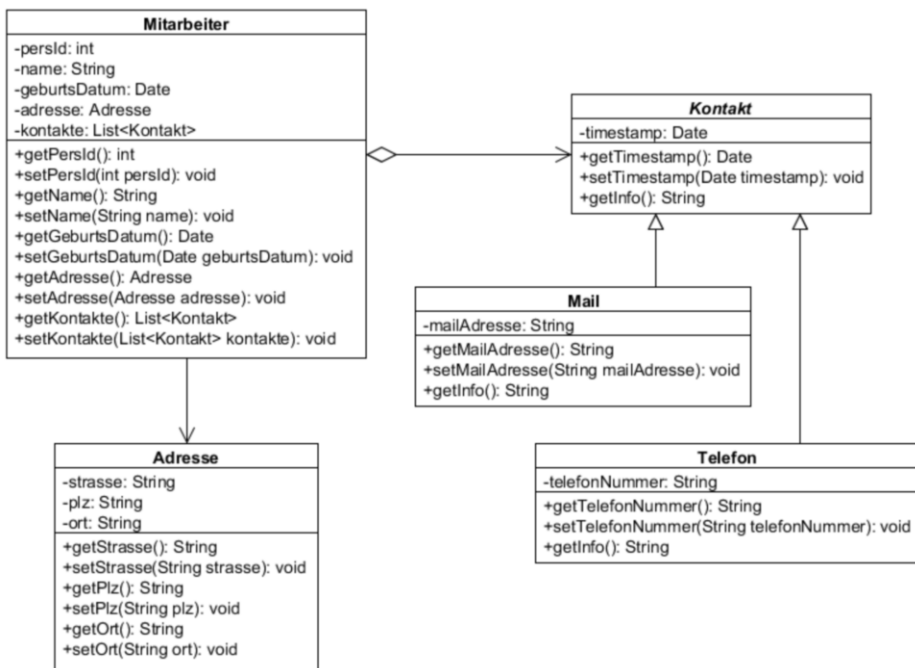 Mitarbeiter
-persId: int
-name: String
-geburtsDatum: Date
-adresse: Adresse
-kontakte: List<Kontakt>
+getPersId(): int
+setPersId(int persId): void
+getName(): String
+setName(String name): void
+getGeburtsDatum(): Date
+setGeburtsDatum(Date geburtsDatum): void
+getAdresse(): Adresse
+setAdresse(Adresse adresse): void
+getKontakte(): List<Kontakt>
+setKontakte(List<Kontakt> kontakte): void
Kontakt
-timestamp: Date
+getTimestamp(): Date
+setTimestamp(Date timestamp): void
+getInfo(): String
Mail
-mailAdresse: String
+getMailAdresse(): String
+setMailAdresse(String mailAdresse): void
+getInfo(): String
Adresse
-strasse: String
-plz: String
-ort: String
+getStrasse(): String
+setStrasse(String strasse): void
+getPlz(): String
+setPlz(String plz): void
+getOrt(): String
+setOrt(String ort): void
Telefon
-telefonNummer: String
+getTelefonNummer(): String
+setTelefonNummer(String telefonNummer): void
+getInfo(): String